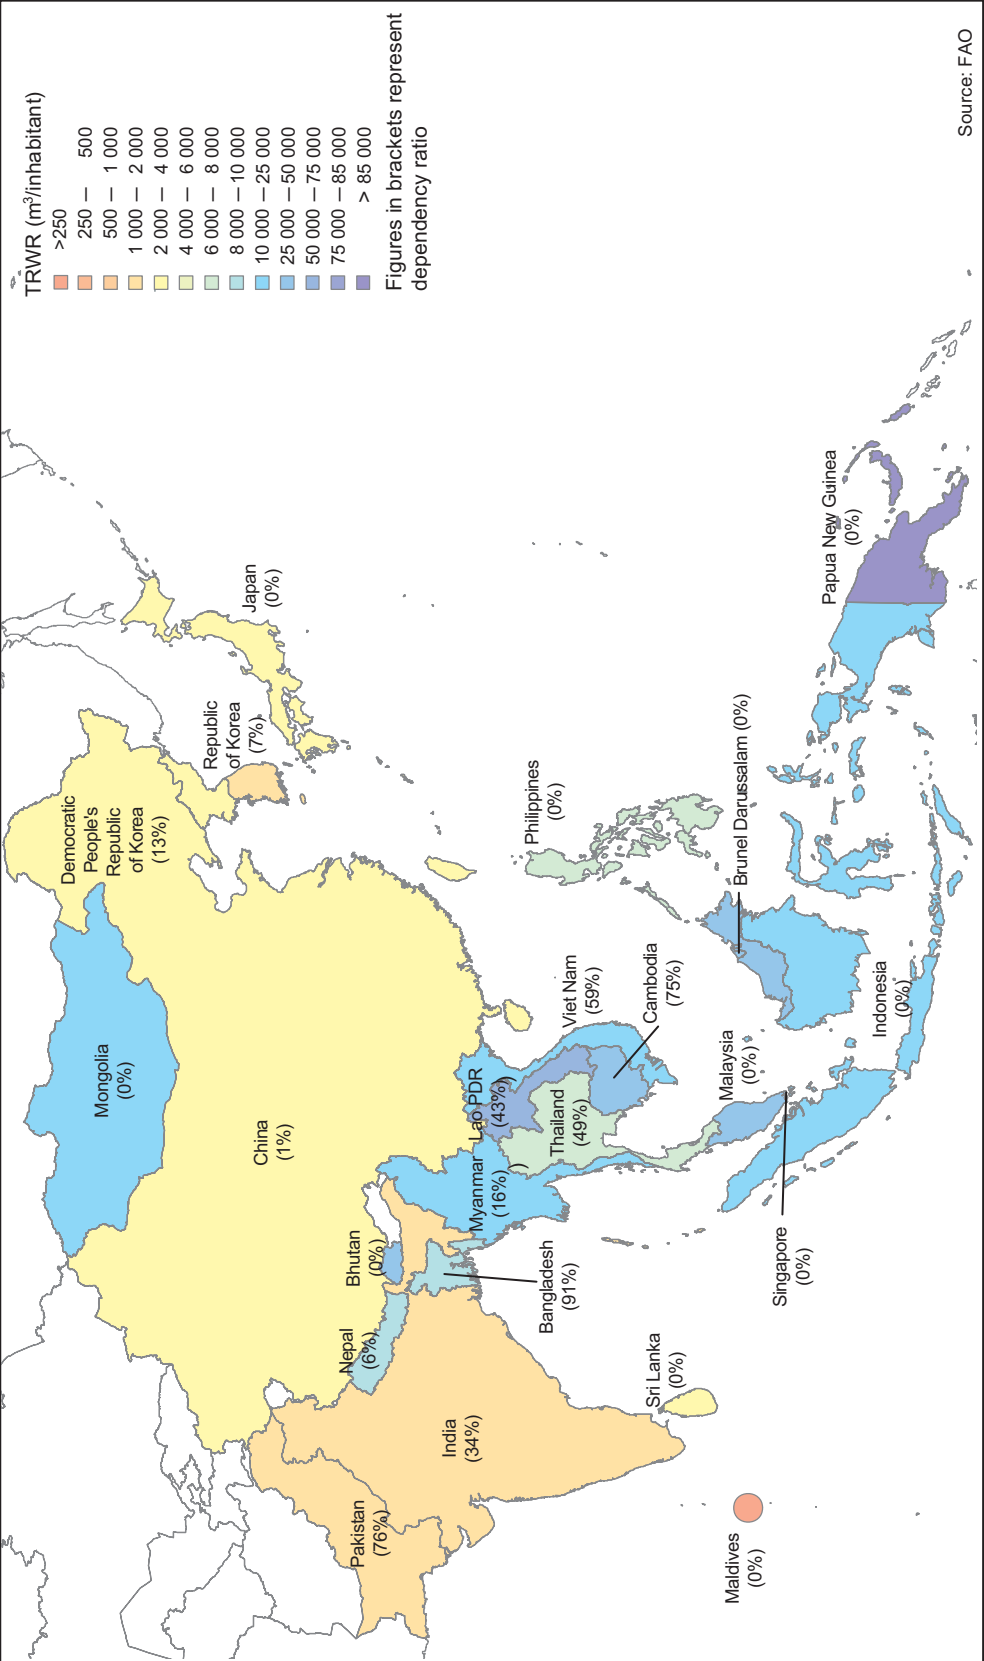 TRWR (m³/inhabitant)
>250
250 — 500
500 — 1 000
1 000 — 2 000
2 000 — 4 000
4 000 — 6 000
6 000 — 8 000
8 000 — 10 000
10 000 — 25 000
25 000 — 50 000
50 000 — 75 000
75 000 — 85 000
> 85 000
Figures in brackets represent
dependency ratio
Mongolia
(0%)
Democratic
People's
Republic
of Korea
(13%)
Republic
of Korea
(7%)
Japan
(0%)
China
(1%)
Bhutan
(0%)
Nepal
(6%)
Pakistan
(76%)
India
(34%)
Bangladesh
(91%)
Myanmar
(16%)
)
Lao PDR
(43%)
Thailand
(49%)
Viet Nam
(59%)
Cambodia
(75%)
Philippines
(0%)
Sri Lanka
(0%)
Maldives
(0%)
Malaysia
(0%)
Singapore
(0%)
Brunel Darussalam (0%)
Indonesia
(0%)
Papua New Guinea
(0%)
Source: FAO